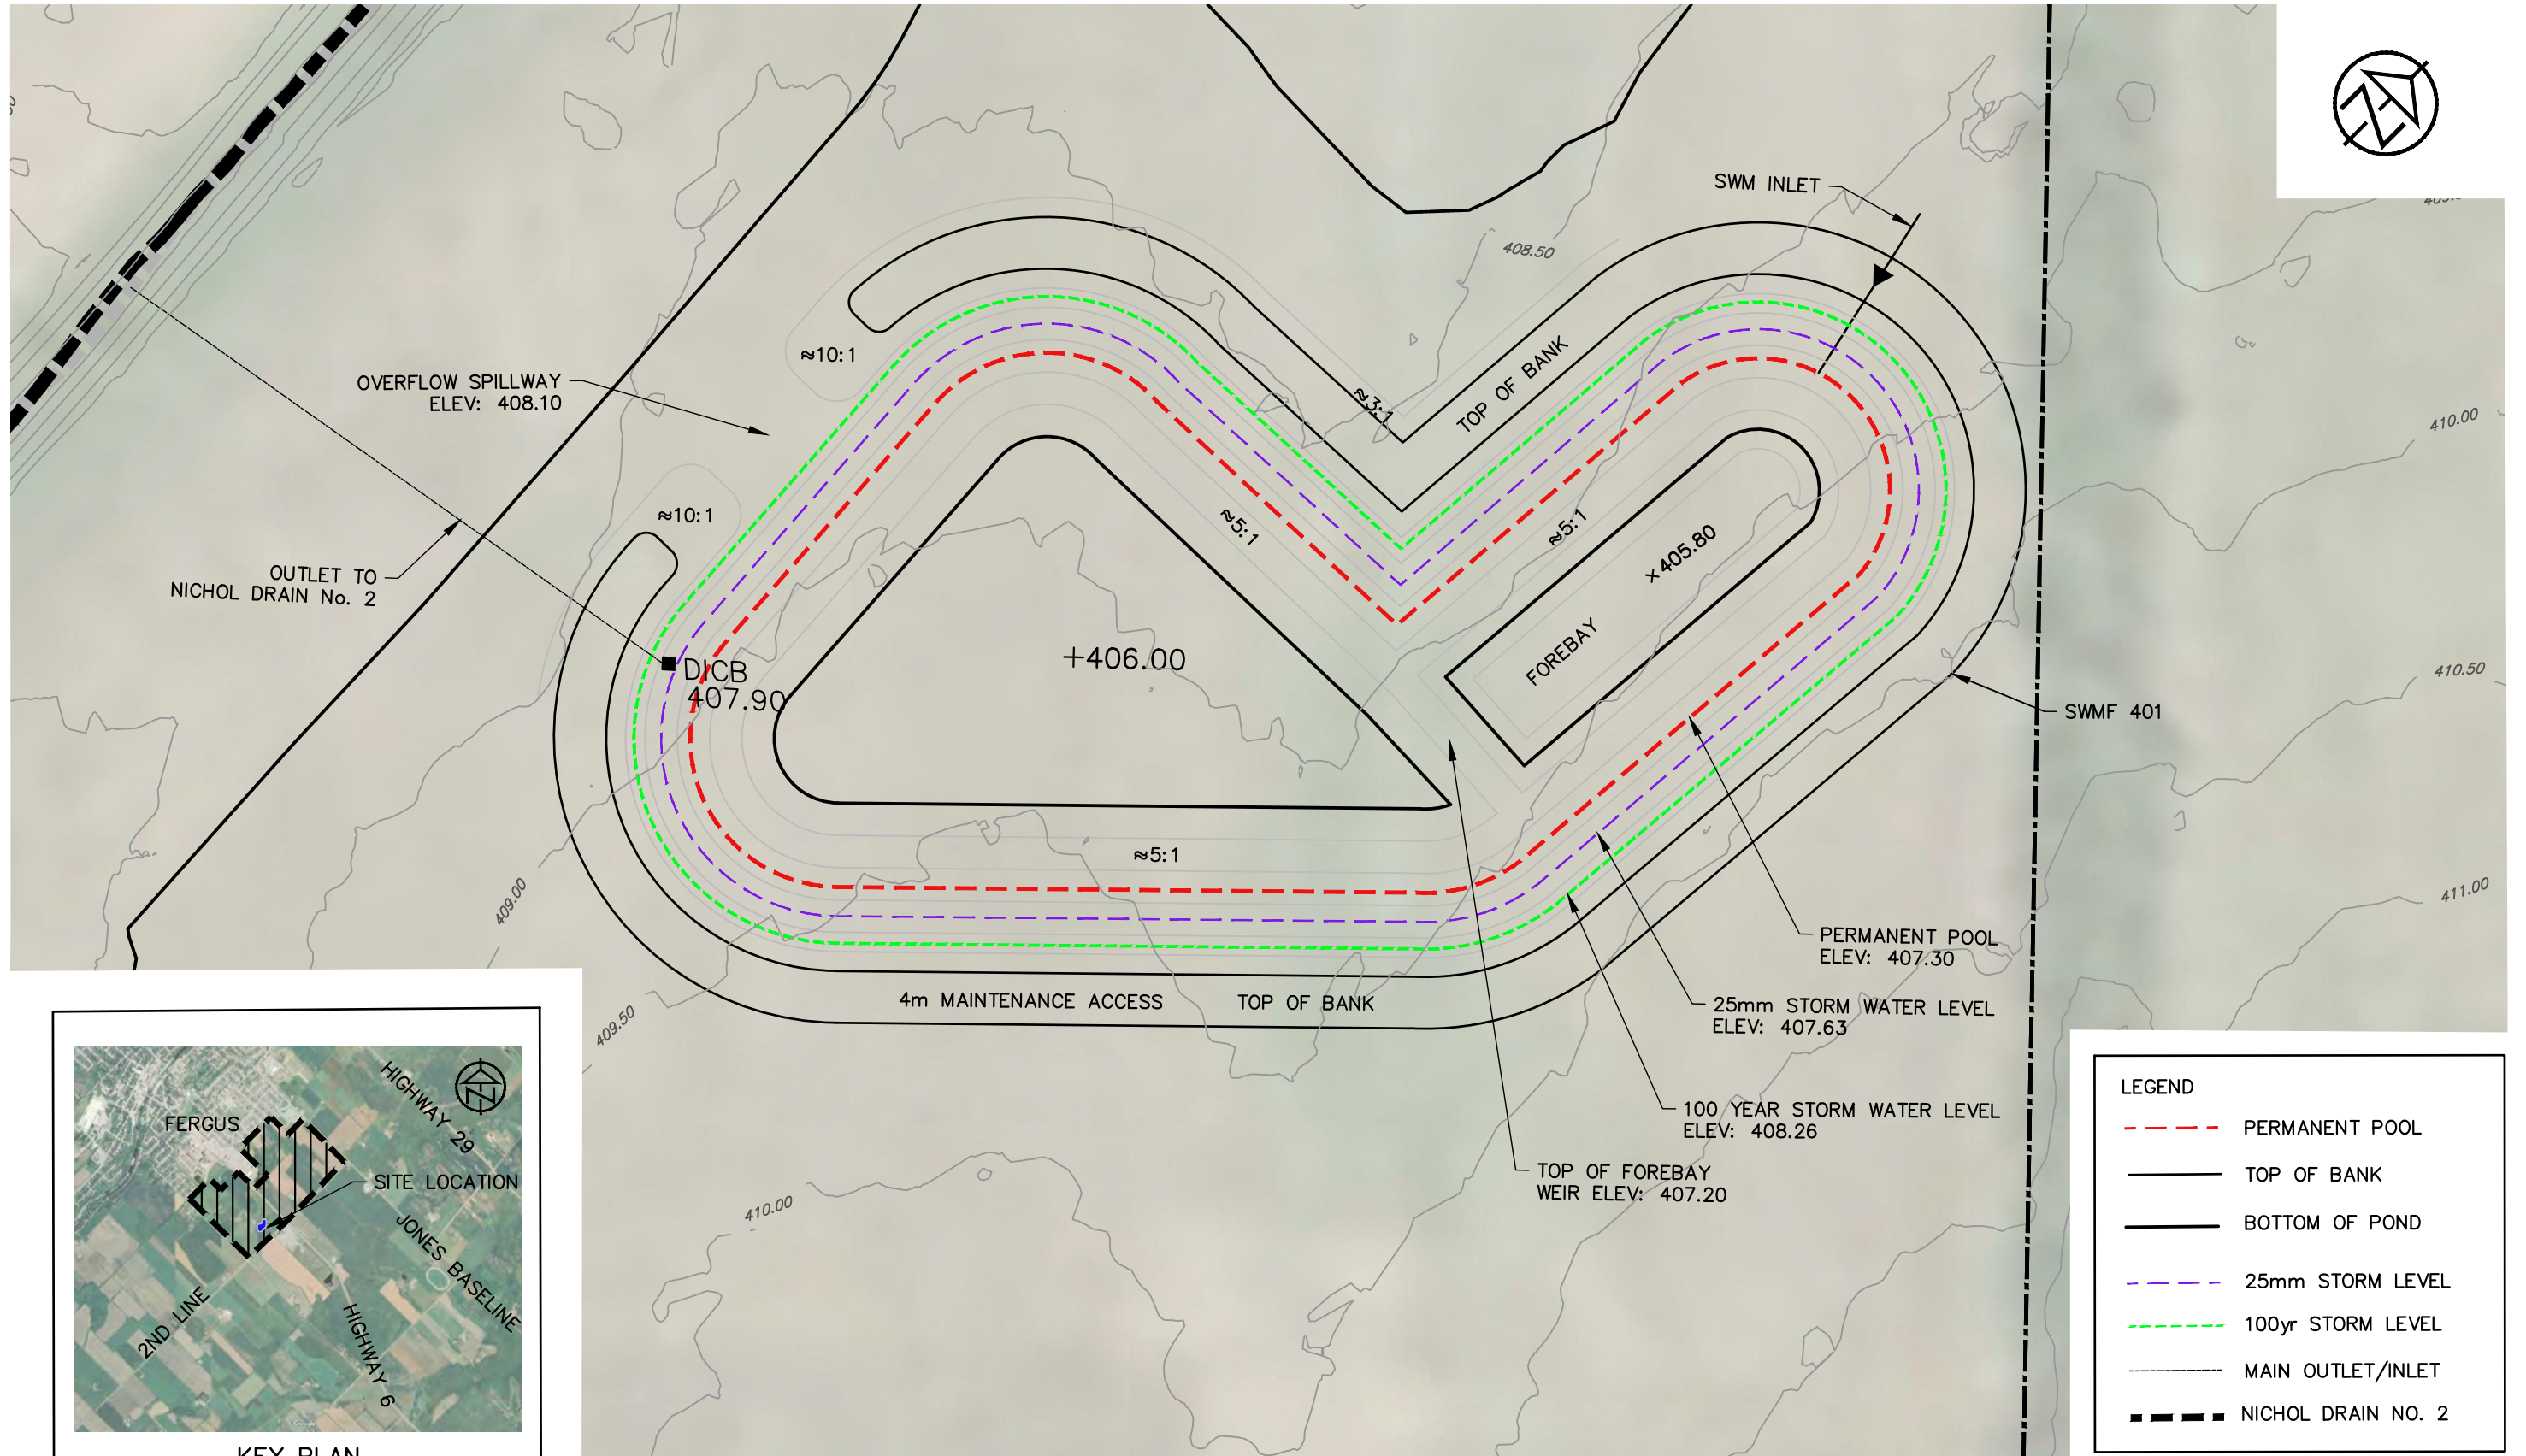 N
SWM INLET
408.50
410.00
410.50
411.00
TOP OF BANK
≈3:1
≈10:1
OVERFLOW SPILLWAY
ELEV: 408.10
≈10:1
OUTLET TO
NICHOL DRAIN No. 2
≈5:1
≈5:1
×405.80
FOREBAY
+406.00
DICB
407.90
SWMF 401
≈5:1
409.00
409.50
4m MAINTENANCE ACCESS
TOP OF BANK
PERMANENT POOL
ELEV: 407.30
25mm STORM WATER LEVEL
ELEV: 407.63
100 YEAR STORM WATER LEVEL
ELEV: 408.26
TOP OF FOREBAY
WEIR ELEV: 407.20
410.00
FERGUS
HIGHWAY 29
N
SITE LOCATION
JONES BASELINE
2ND LINE
HIGHWAY 6
KEY PLAN
LEGEND
PERMANENT POOL
TOP OF BANK
BOTTOM OF POND
25mm STORM LEVEL
100yr STORM LEVEL
MAIN OUTLET/INLET
NICHOL DRAIN NO. 2